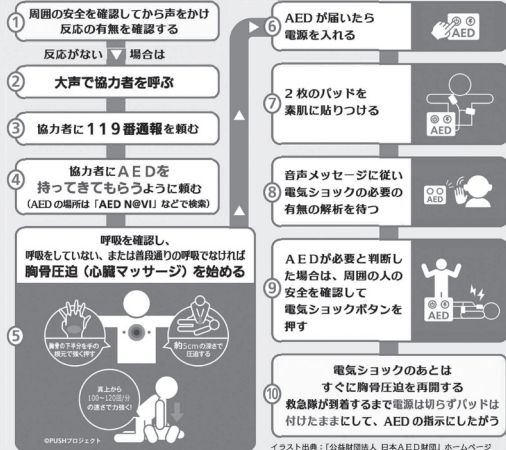 ①
周囲の安全を確認してから声をかけ
反応の有無を確認する
反応がない 場合は
②
大声で協力者を呼ぶ
③
協力者に119番通報を頼む
④
協力者にAEDを
持ってきてもらうように頼む
(AEDの場所は「AED N@VI」などで検索)
⑤
呼吸を確認し、
呼吸をしていない、または普段通りの呼吸でなければ
胸骨圧迫(心臓マッサージ)を始める
胸骨の下半分を手の
根元で強く押す
約5cmの深さで
圧迫する
真上から
100~120回/分
の速さで力強く!
©PUSHプロジェクト
⑥
AEDが届いたら
電源を入れる
AED
⑦
2枚のパッドを
素肌に貼りつける
AED
⑧
音声メッセージに従い
電気ショックの必要の
有無の解析を待つ
AED
⑨
AEDが必要と判断し
た場合は、周囲の人の
安全を確認して
電気ショックボタンを
押す
AED
⑩
電気ショックのあとは
すぐに胸骨圧迫を再開する
救急隊が到着するまで電源は切らずパッドは
付けたままにして、AEDの指示にしたがう
イラスト出典:「公益財団法人 日本AED財団」ホームページ